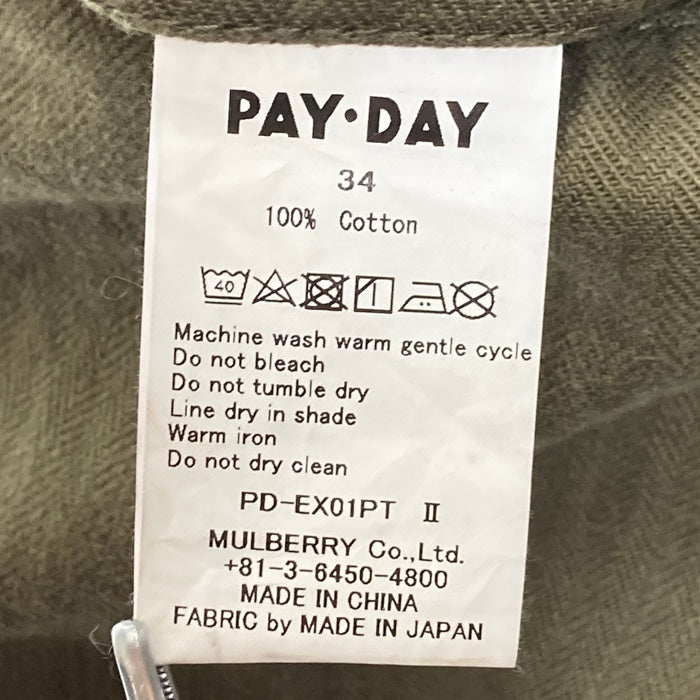 PAY·DAY
34
100% Cotton
40
Machine wash warm gentle cycle
Do not bleach
Do not tumble dry
Line dry in shade
Warm iron
Do not dry clean
PD-EX01PT Ⅱ
MULBERRY Co.,Ltd.
+81-3-6450-4800
MADE IN CHINA
FABRIC by MADE IN JAPAN